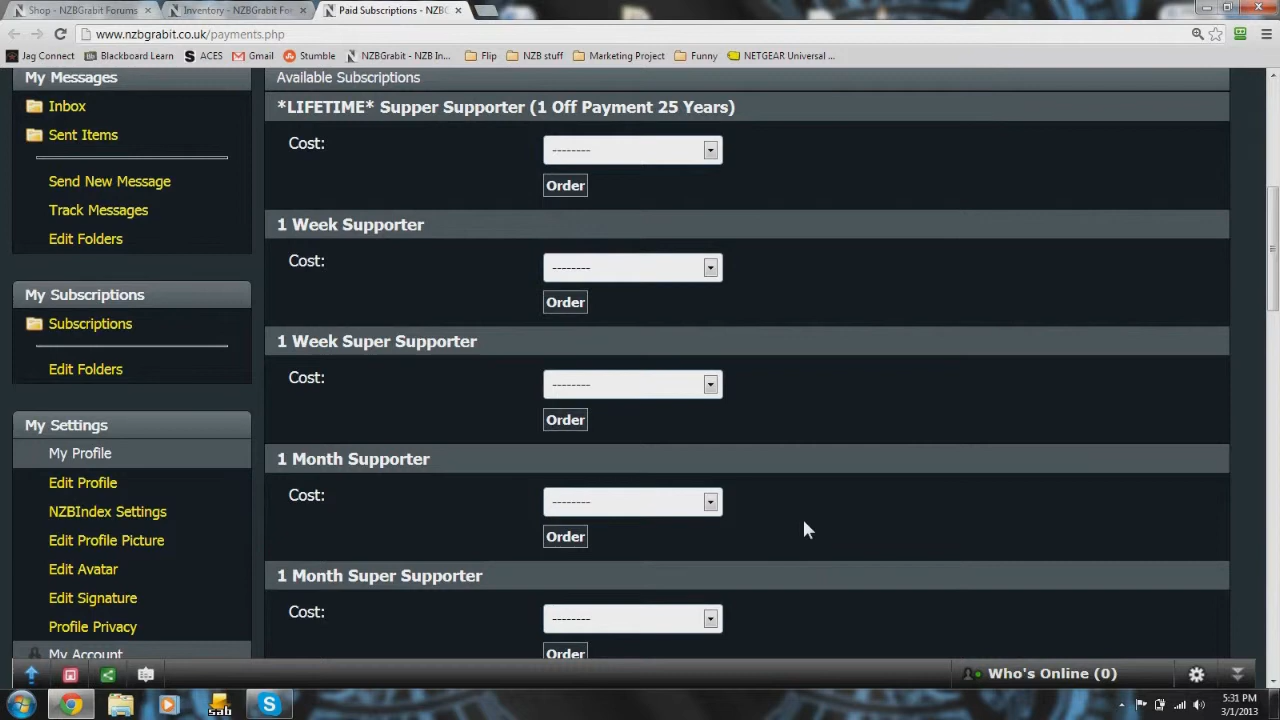 Shop - NZBGrabit Forums
Inventory - NZBGrabit For
Paid Subscriptions - NZBG
www.nzbgrabit.co.uk/payments.php
Jag Connect
Blackboard Learn
ACES
Gmail
Stumble
NZBGrabit - NZB In...
Flip
NZB stuff
Marketing Project
Funny
NETGEAR Universal ...
My Messages
Inbox
Sent Items
Send New Message
Track Messages
Edit Folders
My Subscriptions
Subscriptions
Edit Folders
My Settings
My Profile
Edit Profile
NZBIndex Settings
Edit Profile Picture
Edit Avatar
Edit Signature
Profile Privacy
My Account
Available Subscriptions
*LIFETIME* Supper Supporter (1 Off Payment 25 Years)
Cost:
--------
Order
1 Week Supporter
Cost:
--------
Order
1 Week Super Supporter
Cost:
--------
Order
1 Month Supporter
Cost:
--------
Order
1 Month Super Supporter
Cost:
--------
Order
Who's Online (0)
sab
5:31 PM
3/1/2013